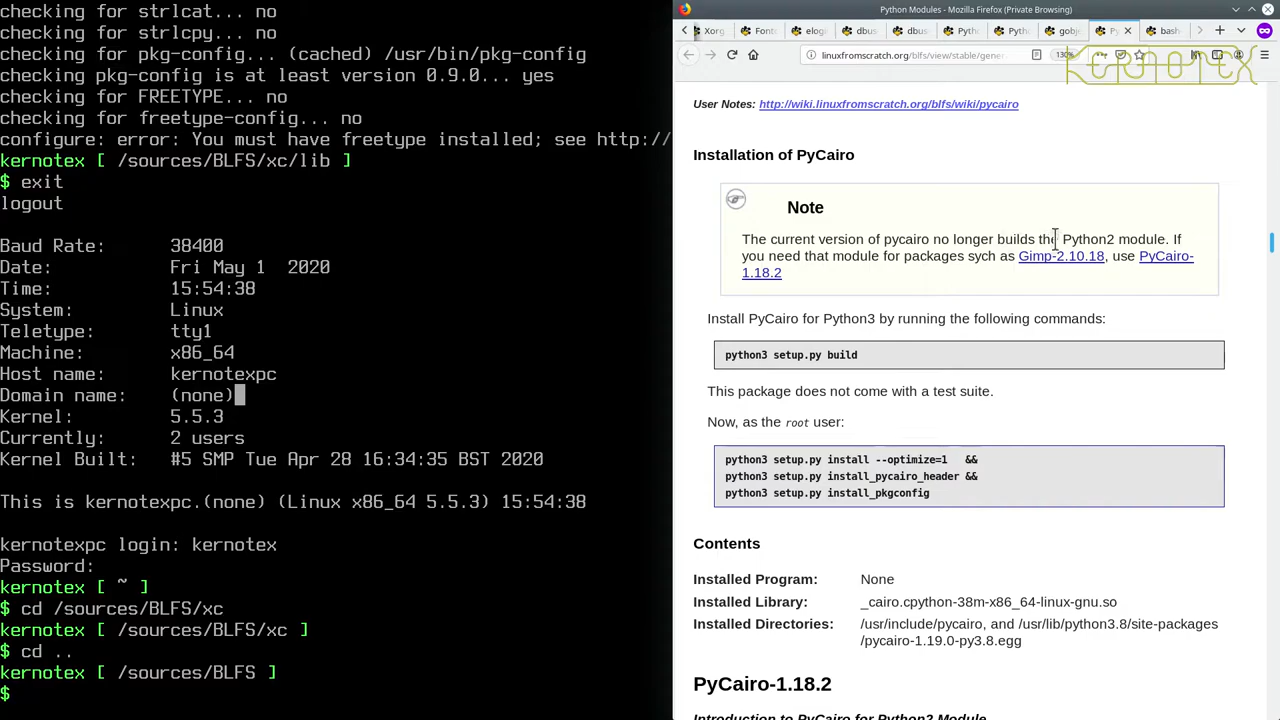 checking for strlcat... no
checking for strlcpy... no
checking for pkg-config... (cached) /usr/bin/pkg-config
checking pkg-config is at least version 0.9.0... yes
checking for FREETYPE... no
checking for freetype-config... no
configure: error: You must have freetype installed; see http://
kernotex [ /sources/BLFS/xc/lib ]
$ exit
logout
Baud Rate: 38400
Date: Fri May 1 2020
Time: 15:54:38
System: Linux
Teletype: tty1
Machine: x86_64
Host name: kernotexpc
Domain name: (none)
Kernel: 5.5.3
Currently: 2 users
Kernel Built: #5 SMP Tue Apr 28 16:34:35 BST 2020
This is kernotexpc.(none) (Linux x86_64 5.5.3) 15:54:38
kernotexpc login: kernotex
Password:
kernotex [ ~ ]
$ cd /sources/BLFS/xc
kernotex [ /sources/BLFS/xc ]
$ cd ..
kernotex [ /sources/BLFS ]
$
Python Modules - Mozilla Firefox (Private Browsing)
Xorg Font eloge dbus dbus Pyth Pyth gobje Py bash-
linuxfromscratch.org/blfs/view/stable/gener 130%
KERNOTEX
User Notes: http://wiki.linuxfromscratch.org/blfs/wiki/pycairo
Installation of PyCairo
Note
The current version of pycairo no longer builds the Python2 module. If
you need that module for packages sych as Gimp-2.10.18, use PyCairo-
1.18.2
Install PyCairo for Python3 by running the following commands:
python3 setup.py build
This package does not come with a test suite.
Now, as the root user:
python3 setup.py install --optimize=1 &&
python3 setup.py install_pycairo_header &&
python3 setup.py install_pkgconfig
Contents
Installed Program: None
Installed Library: _cairo.cpython-38m-x86_64-linux-gnu.so
Installed Directories: /usr/include/pycairo, and /usr/lib/python3.8/site-packages
/pycairo-1.19.0-py3.8.egg
PyCairo-1.18.2
Introduction to PyCairo for Python2 Module